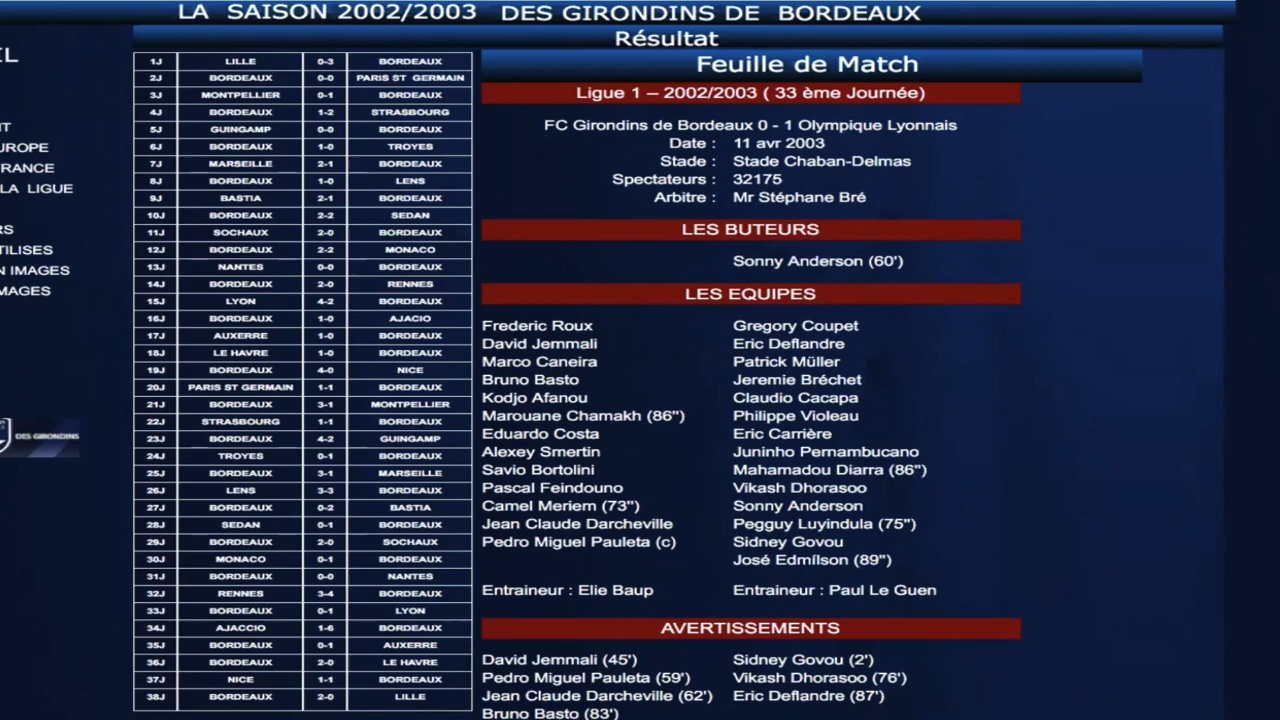 LA SAISON 2002/2003 DES GIRONDINS DE BORDEAUX
Résultat
EUROPE
LA LIGUE
IMAGES
DES GIRONDINS
1J LILLE 0-3 BORDEAUX
2J BORDEAUX 0-0 PARIS ST GERMAIN
3J MONTPELLIER 0-1 BORDEAUX
4J BORDEAUX 1-2 STRASBOURG
5J GUINGAMP 0-0 BORDEAUX
6J BORDEAUX 1-0 TROYES
7J MARSEILLE 2-1 BORDEAUX
8J BORDEAUX 1-0 LENS
9J BASTIA 2-1 BORDEAUX
10J BORDEAUX 2-2 SEDAN
11J SOCHAUX 2-0 BORDEAUX
12J BORDEAUX 2-2 MONACO
13J NANTES 0-0 BORDEAUX
14J BORDEAUX 2-0 RENNES
15J LYON 4-2 BORDEAUX
16J BORDEAUX 1-0 AJACIO
17J AUXERRE 1-0 BORDEAUX
18J LE HAVRE 1-0 BORDEAUX
19J BORDEAUX 4-0 NICE
20J PARIS ST GERMAIN 1-1 BORDEAUX
21J BORDEAUX 3-1 MONTPELLIER
22J STRASBOURG 1-1 BORDEAUX
23J BORDEAUX 4-2 GUINGAMP
24J TROYES 0-1 BORDEAUX
25J BORDEAUX 3-1 MARSEILLE
26J LENS 3-3 BORDEAUX
27J BORDEAUX 0-2 BASTIA
28J SEDAN 0-1 BORDEAUX
29J BORDEAUX 2-0 SOCHAUX
30J MONACO 0-1 BORDEAUX
31J BORDEAUX 0-0 NANTES
32J RENNES 3-4 BORDEAUX
33J BORDEAUX 0-1 LYON
34J AJACCIO 1-6 BORDEAUX
35J BORDEAUX 0-1 AUXERRE
36J BORDEAUX 2-0 LE HAVRE
37J NICE 1-1 BORDEAUX
38J BORDEAUX 2-0 LILLE
Feuille de Match
Ligue 1 – 2002/2003 ( 33 ème Journée)
FC Girondins de Bordeaux 0 - 1 Olympique Lyonnais
Date : 11 avr 2003
Stade : Stade Chaban-Delmas
Spectateurs : 32175
Arbitre : Mr Stéphane Bré
LES BUTEURS
Sonny Anderson (60')
LES EQUIPES
Frederic Roux Gregory Coupet
David Jemmali Eric Deflandre
Marco Caneira Patrick Müller
Bruno Basto Jeremie Bréchet
Kodjo Afanou Claudio Cacapa
Marouane Chamakh (86'') Philippe Violeau
Eduardo Costa Eric Carrière
Alexey Smertin Juninho Pernambucano
Savio Bortolini Mahamadou Diarra (86'')
Pascal Feindouno Vikash Dhorasoo
Camel Meriem (73'') Sonny Anderson
Jean Claude Darcheville Pegguy Luyindula (75'')
Pedro Miguel Pauleta (c) Sidney Govou
José Edmílson (89'')
Entraineur : Elie Baup Entraineur : Paul Le Guen
AVERTISSEMENTS
David Jemmali (45') Sidney Govou (2')
Pedro Miguel Pauleta (59') Vikash Dhorasoo (76')
Jean Claude Darcheville (62') Eric Deflandre (87')
Bruno Basto (83')